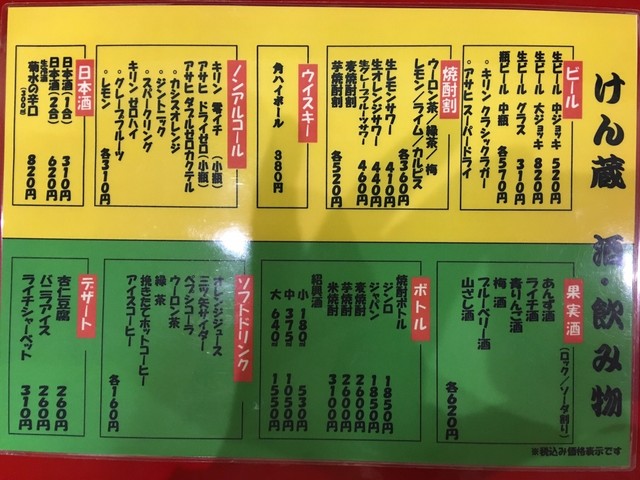 けん蔵 酒・飲み物
ビール
生ビール 中ジョッキ 520円
生ビール 大ジョッキ 820円
生ビール グラス 310円
瓶ビール 中瓶 各570円
・キリン クラシックラガー
・アサヒ スーパードライ
焼酎割
ウーロン茶/緑茶/梅
レモン/ライム/カルピス
各360円
生レモンサワー 410円
生オレンジサワー 440円
生グレープフルーツサワー 460円
麦焼酎割
芋焼酎割 各520円
ウイスキー
角ハイボール 380円
ノンアルコール
キリン 零イチ (小瓶)
アサヒ ドライゼロ(小瓶)
アサヒ ダブルゼロカクテル
・カシスオレンジ
・ジントニック
・スパークリング
キリン ゼロハイ
・グレープフルーツ
・レモン
各310円
日本酒
日本酒(1合) 310円
日本酒(2合) 620円
生冷酒
菊水の辛口 820円
(300ml)
果実酒
(ロック/ソーダ割り)
あんず酒
ライチ酒
青りんご酒
梅酒
ブルーベリー酒
山ざし酒
各620円
ボトル
焼酎ボトル
ジンロ 1850円
ジャパン 1850円
麦焼酎 2600円
芋焼酎 2600円
米焼酎 3100円
紹興酒
小 180ml 530円
中 375ml 1050円
大 640ml 1550円
ソフトドリンク
オレンジジュース
三ツ矢サイダー
ペプシコーラ
ウーロン茶
緑茶
挽きたてホットコーヒー
アイスコーヒー
各160円
デザート
杏仁豆腐 260円
バニラアイス 260円
ライチシャーベット 310円
※税込み価格表示です